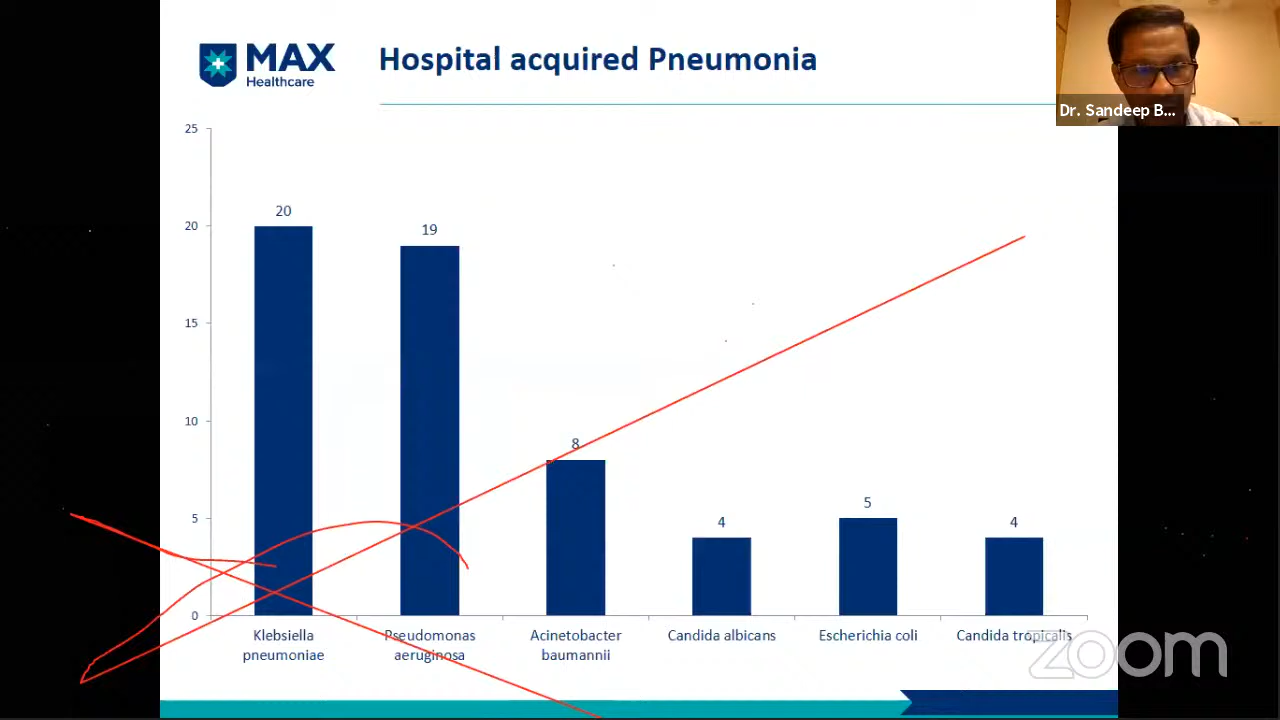 MAX
Healthcare
Hospital acquired Pneumonia
Dr. Sandeep B...
25
20
15
10
5
0
20
19
8
4
5
4
Klebsiella
pneumoniae
Pseudomonas
aeruginosa
Acinetobacter
baumannii
Candida albicans
Escherichia coli
Candida tropicalis
zoom